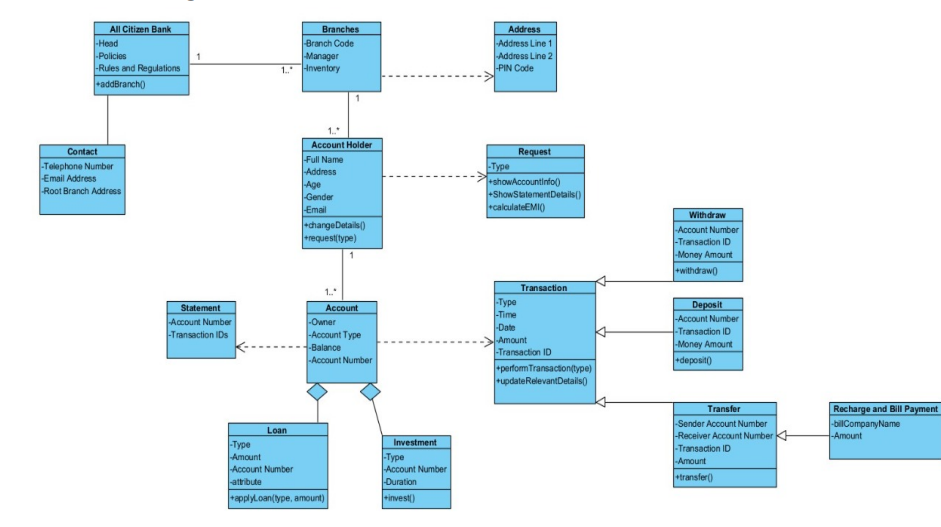 All Citizen Bank
-Head
-Policies
-Rules and Regulations
+addBranch()
1
1..*
Branches
-Branch Code
-Manager
-Inventory
Address
-Address Line 1
-Address Line 2
-PIN Code
1
1..*
Contact
-Telephone Number
-Email Address
-Root Branch Address
Account Holder
-Full Name
-Address
-Age
-Gender
-Email
+changeDetails()
+request(type)
Request
-Type
+showAccountInfo()
+ShowStatementDetails()
+calculateEMI()
1
1..*
Withdraw
-Account Number
-Transaction ID
-Money Amount
+withdraw()
Statement
-Account Number
-Transaction IDs
Account
-Owner
-Account Type
-Balance
-Account Number
Transaction
-Type
-Time
-Date
-Amount
-Transaction ID
+performTransaction(type)
+updateRelevantDetails()
Deposit
-Account Number
-Transaction ID
-Money Amount
+deposit()
Loan
-Type
-Amount
-Account Number
-attribute
+applyLoan(type, amount)
Investment
-Type
-Account Number
-Duration
+invest()
Transfer
-Sender Account Number
-Receiver Account Number
-Transaction ID
-Amount
+transfer()
Recharge and Bill Payment
-billCompanyName
-Amount